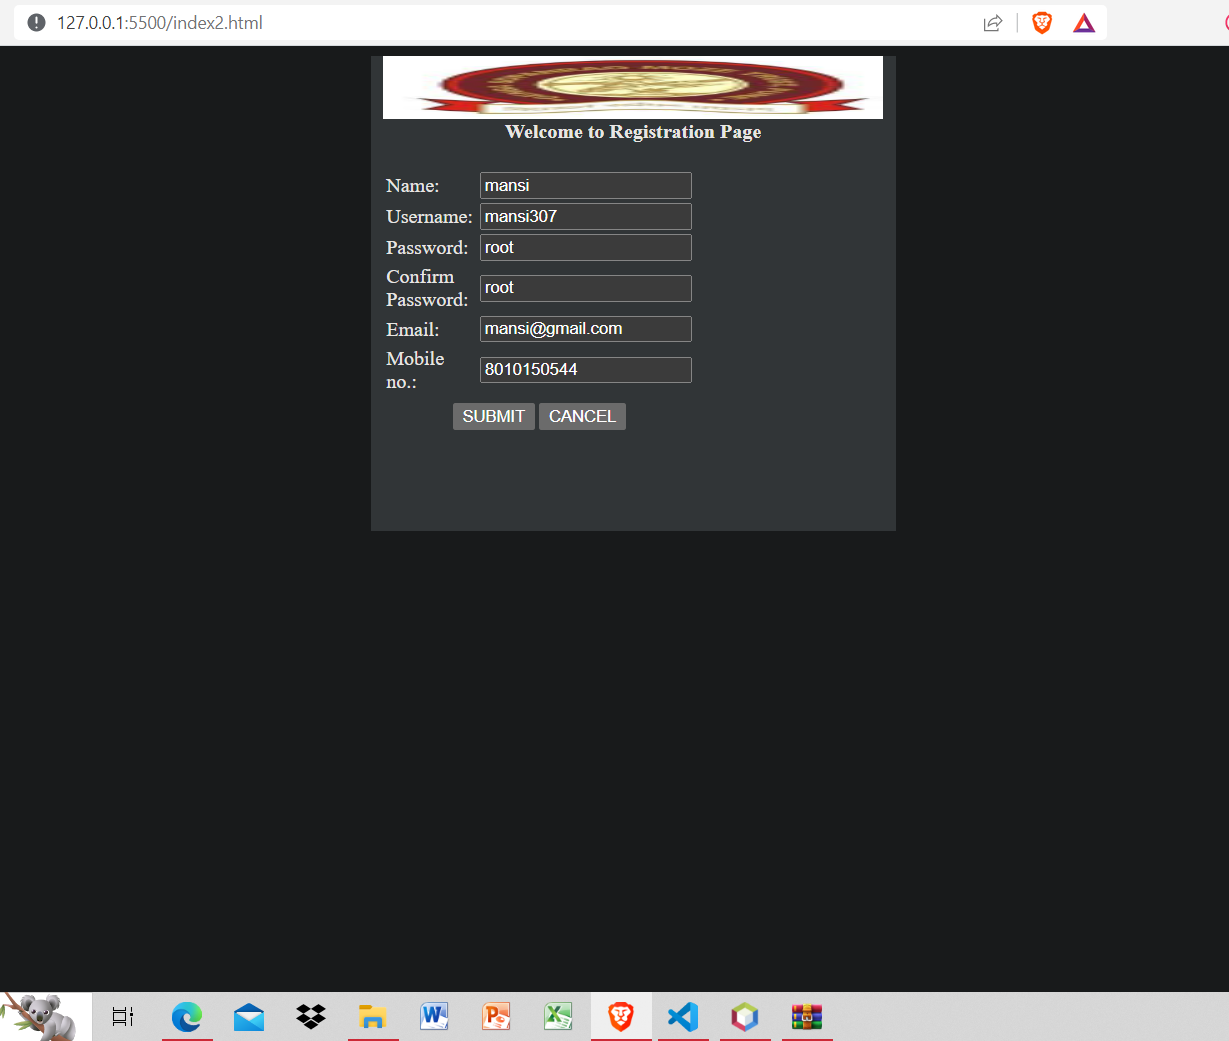 127.0.0.1:5500/index2.html
Welcome to Registration Page
Name: mansi
Username: mansi307
Password: root
Confirm
Password: root
Email: mansi@gmail.com
Mobile
no.: 8010150544
SUBMIT CANCEL